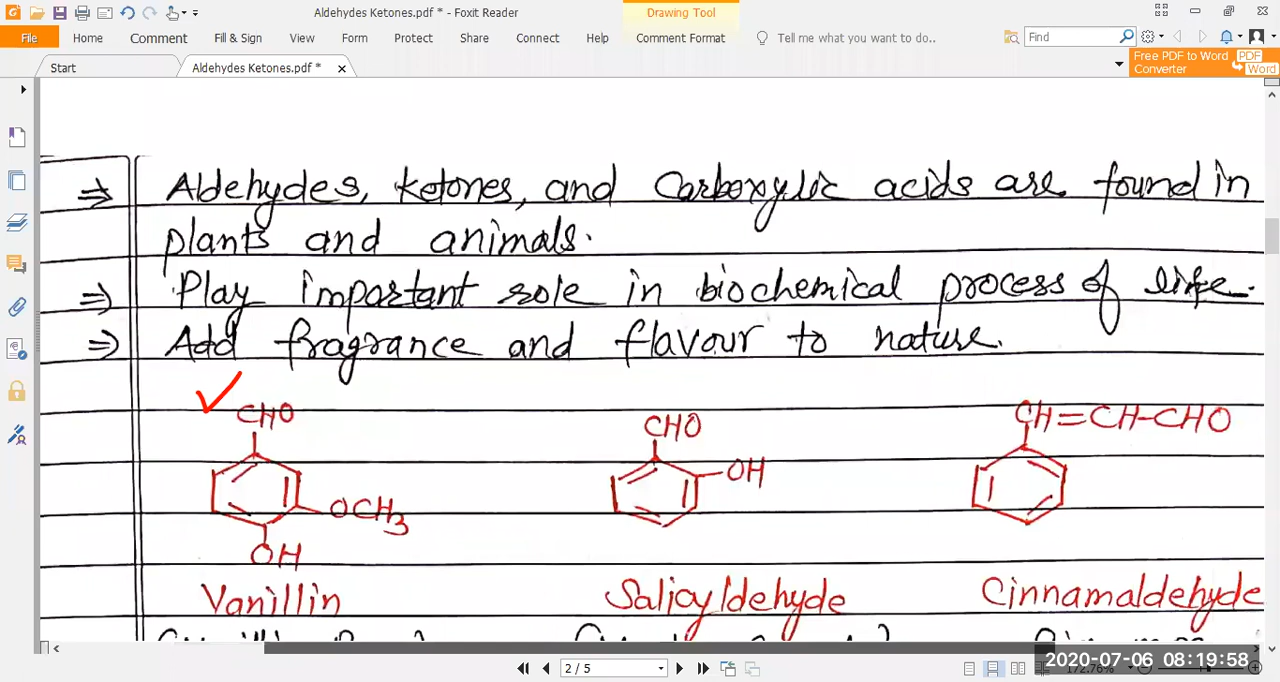 Aldehydes Ketones.pdf * - Foxit Reader
Drawing Tool
File Home Comment Fill & Sign View Form Protect Share Connect Help Comment Format Tell me what you want to do.. Find
Free PDF to Word Converter PDF Word
Start Aldehydes Ketones.pdf *
⇒ Aldehydes, ketones, and Carboxylic acids are found in
plants and animals.
⇒ Play important role in biochemical process of life.
⇒ Add fragrance and flavour to nature.
CHO CHO CH=CH-CHO
OH
OCH3
OH
Vanillin Salicyldehyde Cinnamaldehyde
2 / 5
172.76%
2020-07-06 08:19:58